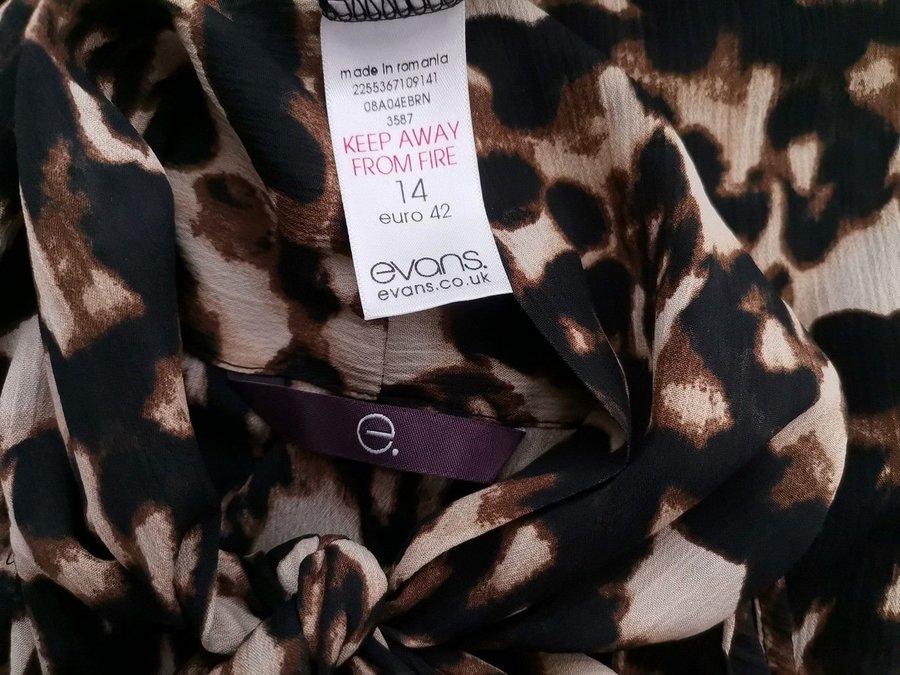 made in romania
2255367109141
08A04EBRN
3587
KEEP AWAY
FROM FIRE
14
euro 42
evans.
evans.co.uk
e.